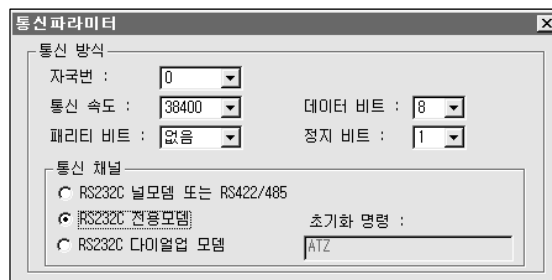 통신파라미터
통신 방식
자국번 : 0
통신 속도 : 38400 데이터 비트 : 8
패리티 비트 : 없음 정지 비트 : 1
통신 채널
RS232C 널모뎀 또는 RS422/485
RS232C 전용모뎀 초기화 명령 :
RS232C 다이얼업 모뎀 ATZ